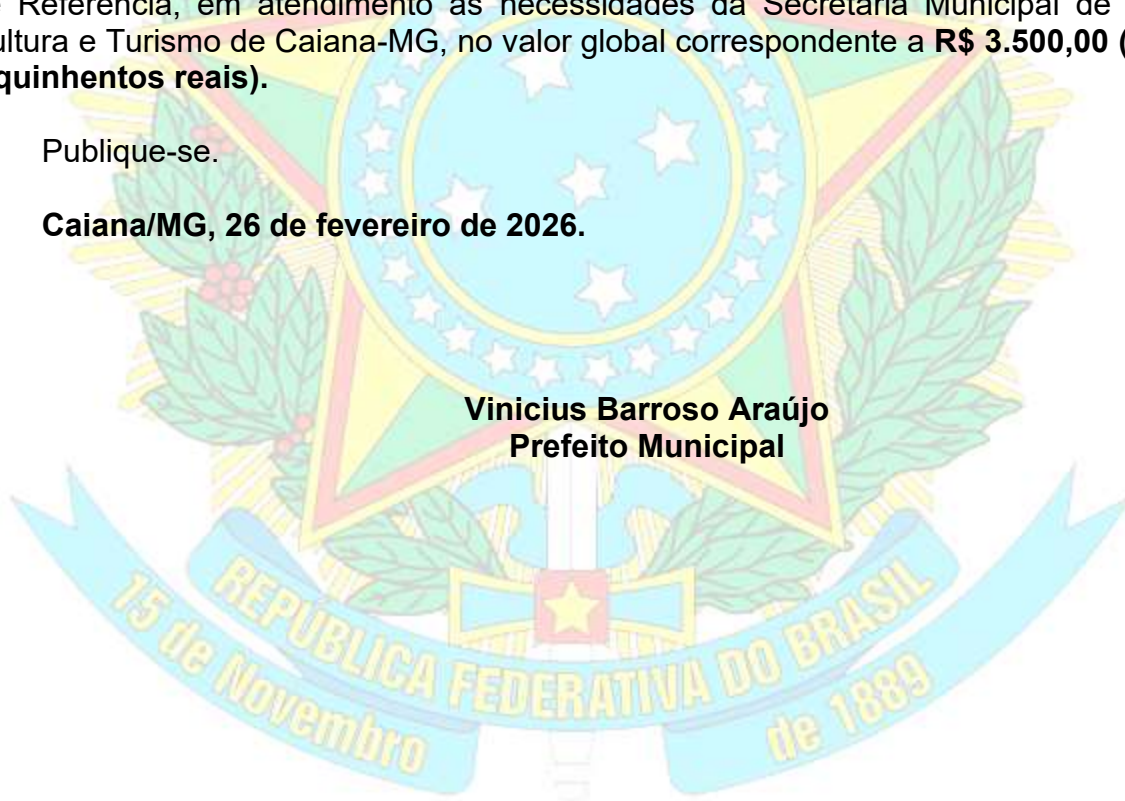 Referência, em atendimento às necessidades da Secretaria Municipal de
ultura e Turismo de Caiana-MG, no valor global correspondente a R$ 3.500,00 (
quinhentos reais).
Publique-se.
Caiana/MG, 26 de fevereiro de 2026.
Vinicius Barroso Araújo
Prefeito Municipal
REPÚBLICA FEDERATIVA DO BRASIL
15 de Novembro
de 1889